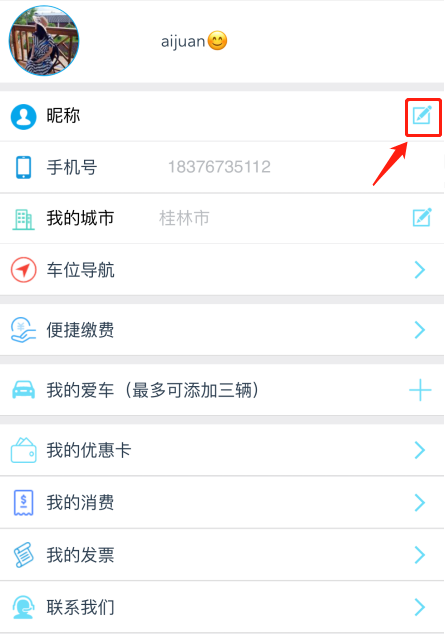 aijuan😊
昵称
手机号 18376735112
我的城市 桂林市
车位导航
便捷缴费
我的爱车（最多可添加三辆）
我的优惠卡
我的消费
我的发票
联系我们